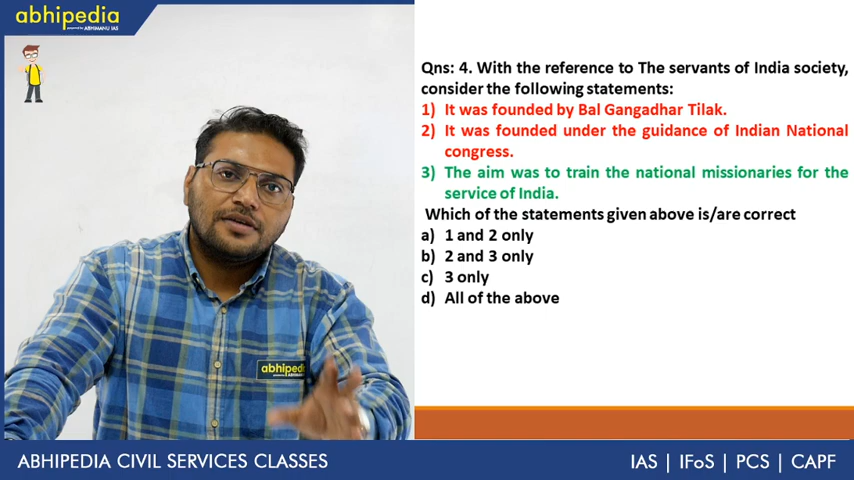 abhipedia
powered by ABHIMANU IAS
Qns: 4. With the reference to The servants of India society,
consider the following statements:
1) It was founded by Bal Gangadhar Tilak.
2) It was founded under the guidance of Indian National
congress.
3) The aim was to train the national missionaries for the
service of India.
Which of the statements given above is/are correct
a) 1 and 2 only
b) 2 and 3 only
c) 3 only
d) All of the above
abhipedia
ABHIPEDIA CIVIL SERVICES CLASSES
IAS | IFoS | PCS | CAPF